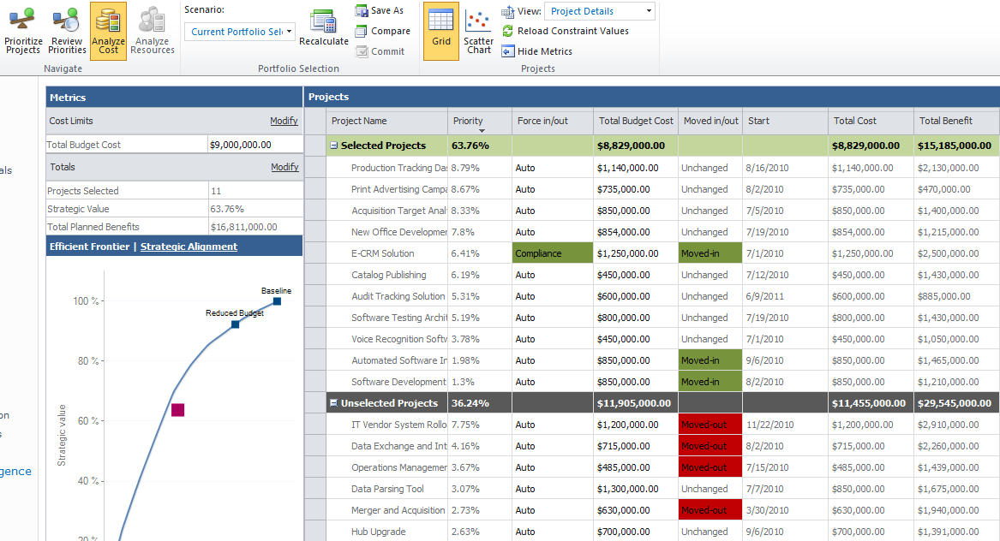 Scenario:
Current Portfolio Sel
Prioritize Projects
Review Priorities
Analyze Cost
Analyze Resources
Navigate
Recalculate
Save As
Compare
Commit
Portfolio Selection
Grid
Scatter Chart
View: Project Details
Reload Constraint Values
Hide Metrics
Projects
als
on
s
gence
Metrics
Cost Limits Modify
Total Budget Cost $9,000,000.00
Totals Modify
Projects Selected 11
Strategic Value 63.76%
Total Planned Benefits $16,811,000.00
Efficient Frontier | Strategic Alignment
Baseline
Reduced Budget
100 %
80 %
60 %
40 %
20 %
Strategic value
Projects
Project Name Priority Force in/out Total Budget Cost Moved in/out Start Total Cost Total Benefit
Selected Projects 63.76% $8,829,000.00 $8,829,000.00 $15,185,000.00
Production Tracking Das 8.79% Auto $1,140,000.00 Unchanged 8/16/2010 $1,140,000.00 $2,130,000.00
Print Advertising Campa 8.67% Auto $735,000.00 Unchanged 8/2/2010 $735,000.00 $470,000.00
Acquisition Target Anal 8.33% Auto $850,000.00 Unchanged 7/5/2010 $850,000.00 $1,400,000.00
New Office Developmer 7.8% Auto $854,000.00 Unchanged 7/19/2010 $854,000.00 $1,215,000.00
E-CRM Solution 6.41% Compliance $1,250,000.00 Moved-in 7/1/2010 $1,250,000.00 $2,500,000.00
Catalog Publishing 6.19% Auto $450,000.00 Unchanged 7/12/2010 $450,000.00 $1,430,000.00
Audit Tracking Solution 5.31% Auto $600,000.00 Unchanged 6/9/2011 $600,000.00 $885,000.00
Software Testing Archit 5.19% Auto $800,000.00 Unchanged 7/19/2010 $800,000.00 $1,430,000.00
Voice Recognition Softw 3.78% Auto $450,000.00 Unchanged 7/1/2010 $450,000.00 $1,050,000.00
Automated Software In 1.98% Auto $850,000.00 Moved-in 9/6/2010 $850,000.00 $1,465,000.00
Software Development 1.3% Auto $850,000.00 Moved-in 8/2/2010 $850,000.00 $1,210,000.00
Unselected Projects 36.24% $11,905,000.00 $11,455,000.00 $29,545,000.00
IT Vendor System Rollo 7.75% Auto $1,200,000.00 Moved-out 11/22/2010 $1,200,000.00 $2,910,000.00
Data Exchange and Int 4.16% Auto $715,000.00 Moved-out 8/2/2010 $715,000.00 $2,260,000.00
Operations Managemer 3.67% Auto $485,000.00 Moved-out 7/15/2010 $485,000.00 $1,439,000.00
Data Parsing Tool 3.07% Auto $1,300,000.00 Unchanged 7/7/2010 $850,000.00 $1,675,000.00
Merger and Acquisition 2.73% Auto $630,000.00 Moved-out 3/30/2010 $630,000.00 $1,940,000.00
Hub Upgrade 2.63% Auto $700,000.00 Unchanged 9/6/2010 $700,000.00 $1,391,000.00